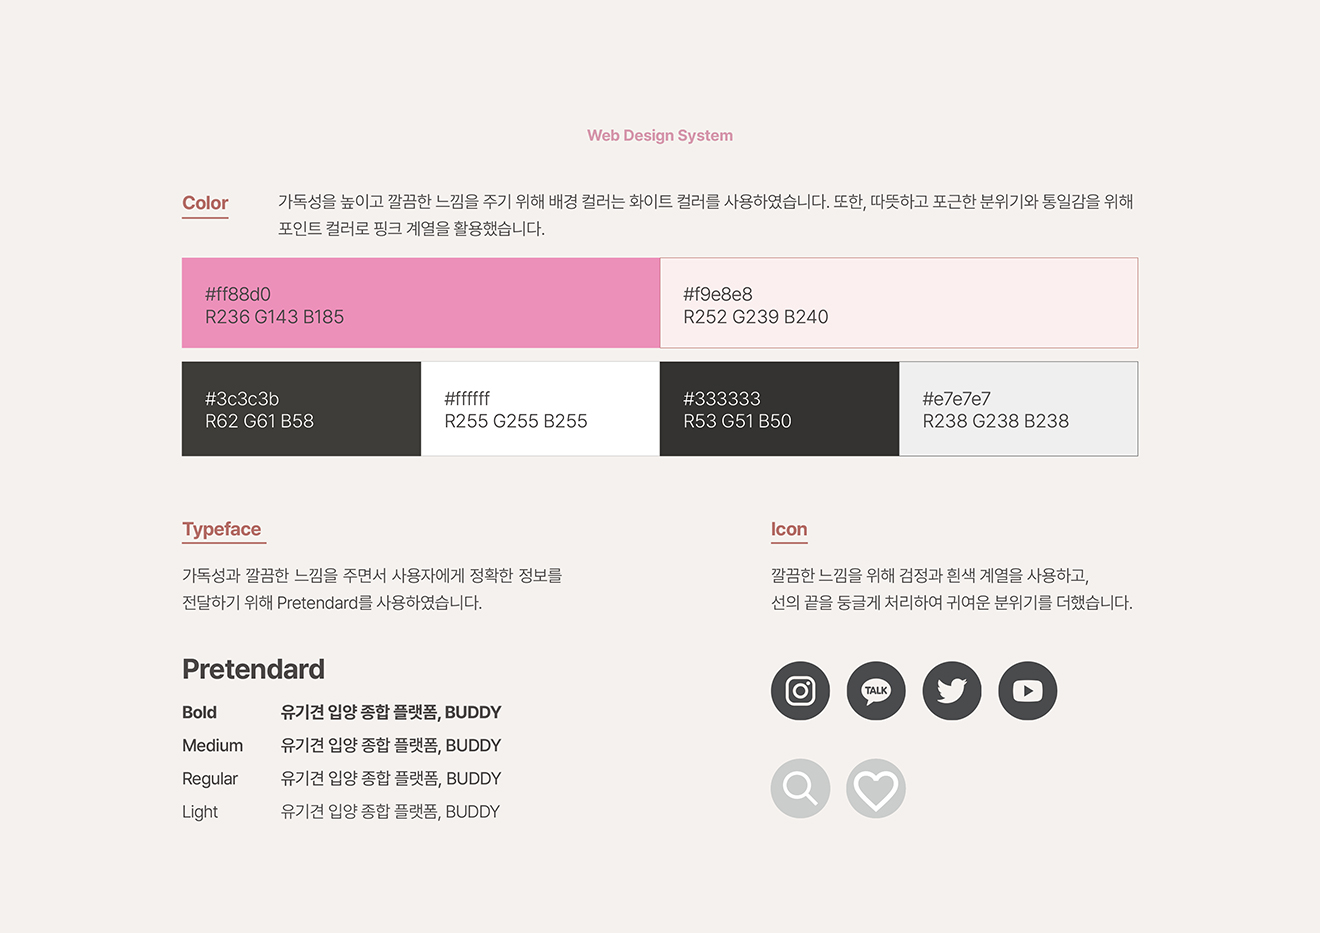 Web Design System
Color
가독성을 높이고 깔끔한 느낌을 주기 위해 배경 컬러는 화이트 컬러를 사용하였습니다. 또한, 따뜻하고 포근한 분위기와 통일감을 위해
포인트 컬러로 핑크 계열을 활용했습니다.
#ff88d0
R236 G143 B185
#f9e8e8
R252 G239 B240
#3c3c3b
R62 G61 B58
#ffffff
R255 G255 B255
#333333
R53 G51 B50
#e7e7e7
R238 G238 B238
Typeface
가독성과 깔끔한 느낌을 주면서 사용자에게 정확한 정보를
전달하기 위해 Pretendard를 사용하였습니다.
Pretendard
Bold 유기견 입양 종합 플랫폼, BUDDY
Medium 유기견 입양 종합 플랫폼, BUDDY
Regular 유기견 입양 종합 플랫폼, BUDDY
Light 유기견 입양 종합 플랫폼, BUDDY
Icon
깔끔한 느낌을 위해 검정과 흰색 계열을 사용하고,
선의 끝을 둥글게 처리하여 귀여운 분위기를 더했습니다.
TALK